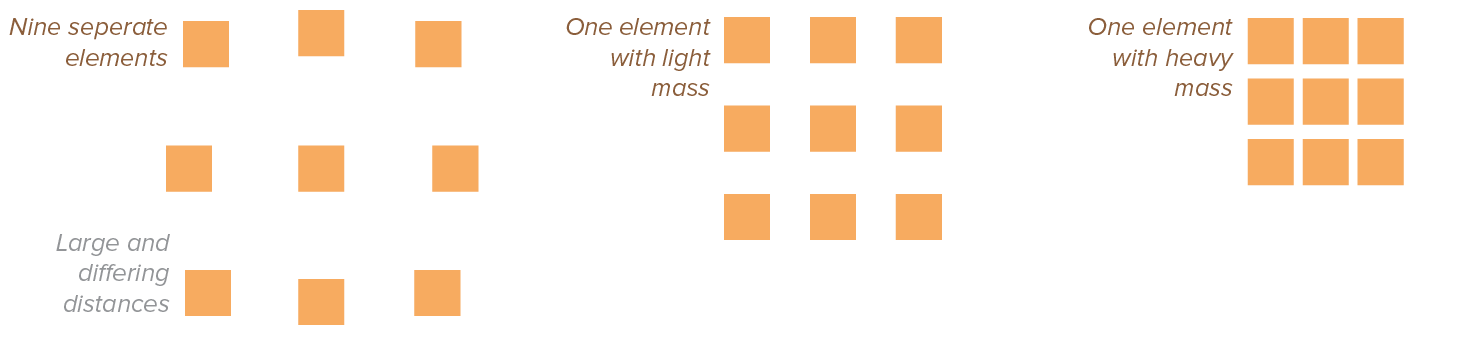 Nine seperate
elements
Large and
differing
distances
One element
with light
mass
One element
with heavy
mass